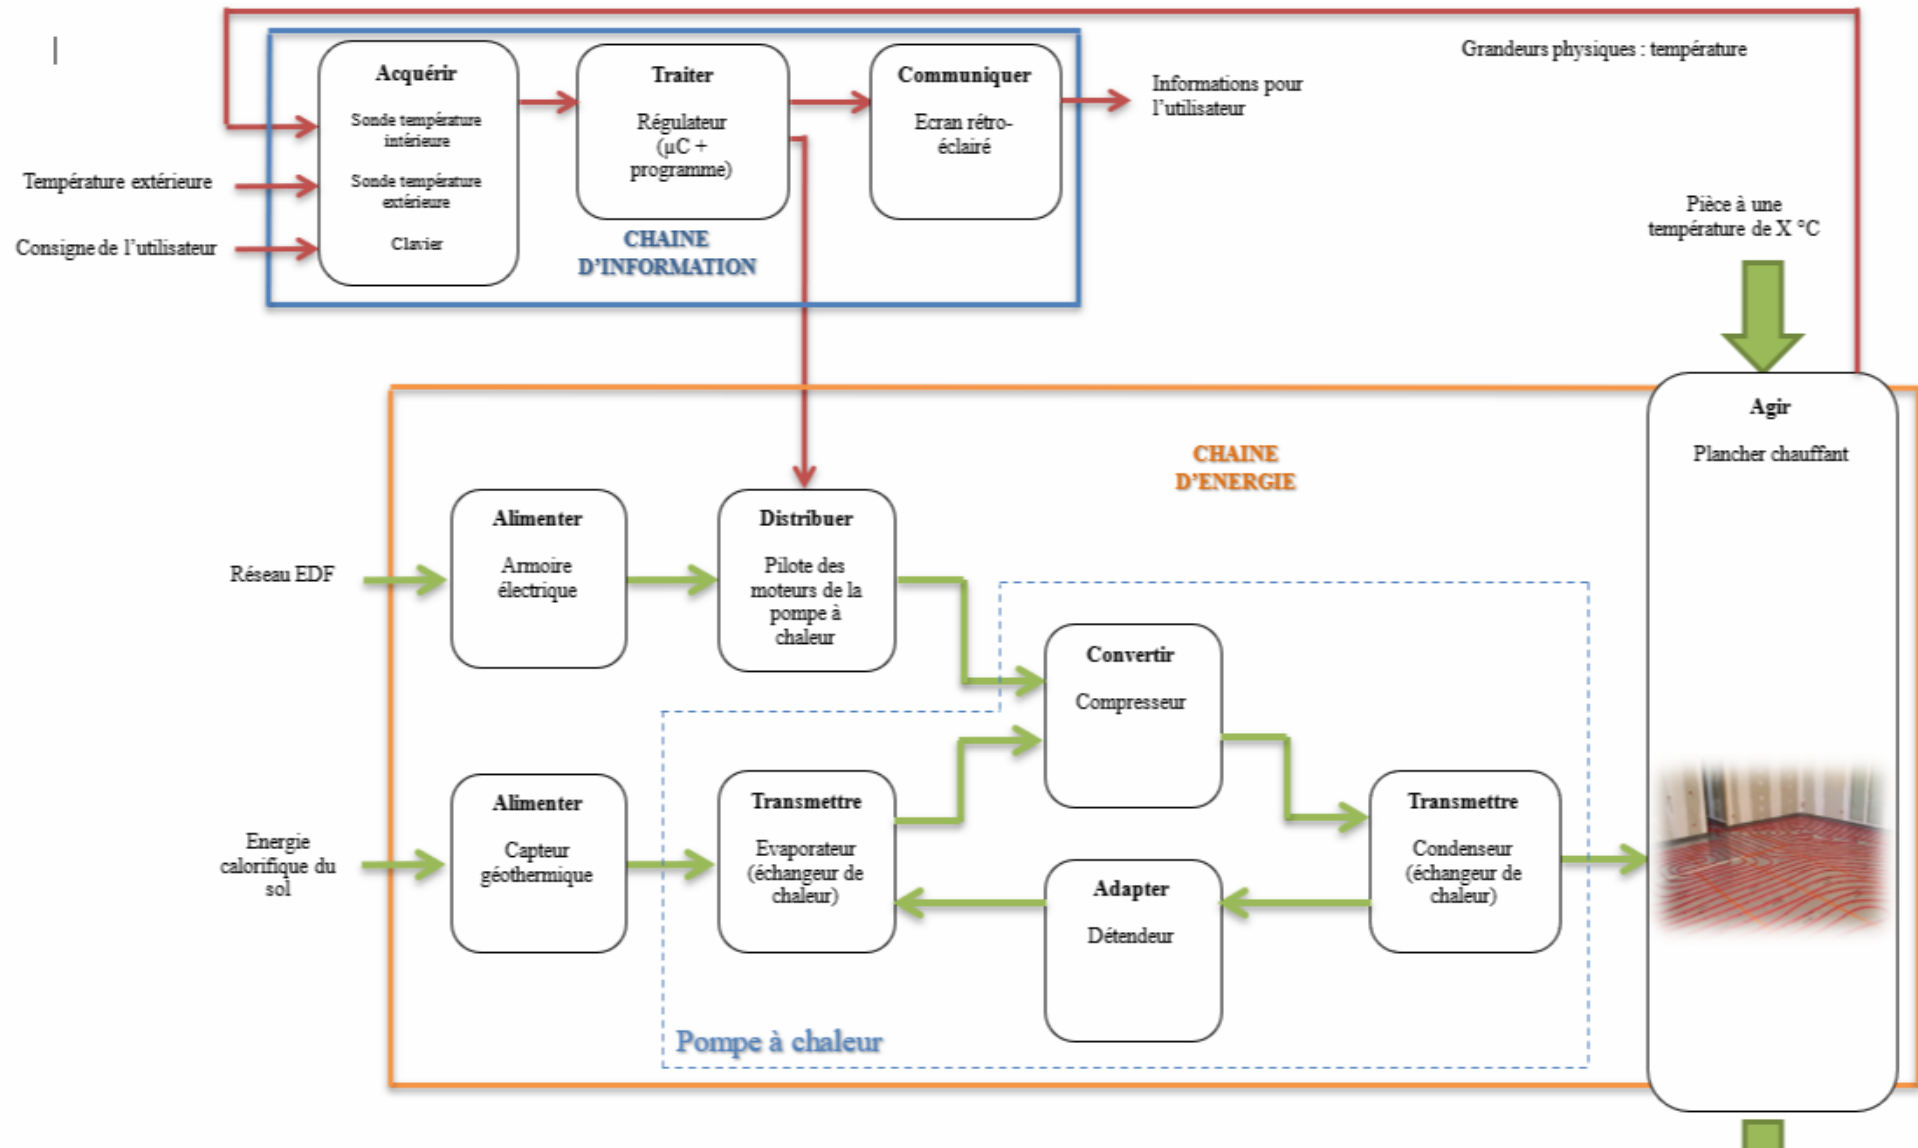 Grandeurs physiques : température
Acquérir
Sonde température
intérieure
Sonde température
extérieure
Clavier
Traiter
Régulateur
(µC +
programme)
Communiquer
Ecran rétro-
éclairé
Informations pour
l'utilisateur
Température extérieure
Consigne de l'utilisateur
CHAINE
D'INFORMATION
Pièce à une
température de X °C
Agir
Plancher chauffant
CHAINE
D'ENERGIE
Réseau EDF
Alimenter
Armoire
électrique
Distribuer
Pilote des
moteurs de la
pompe à
chaleur
Convertir
Compresseur
Energie
calorifique du
sol
Alimenter
Capteur
géothermique
Transmettre
Evaporateur
(échangeur de
chaleur)
Adapter
Détendeur
Transmettre
Condenseur
(échangeur de
chaleur)
Pompe à chaleur